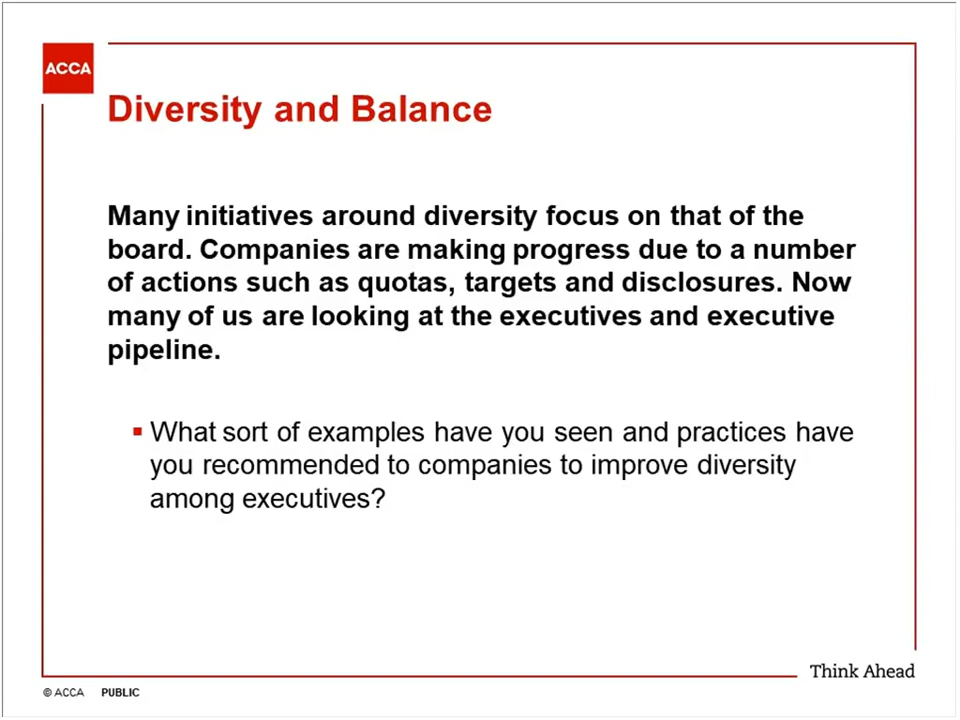 ACCA
Diversity and Balance
Many initiatives around diversity focus on that of the
board. Companies are making progress due to a number
of actions such as quotas, targets and disclosures. Now
many of us are looking at the executives and executive
pipeline.
What sort of examples have you seen and practices have
you recommended to companies to improve diversity
among executives?
Think Ahead
© ACCA PUBLIC